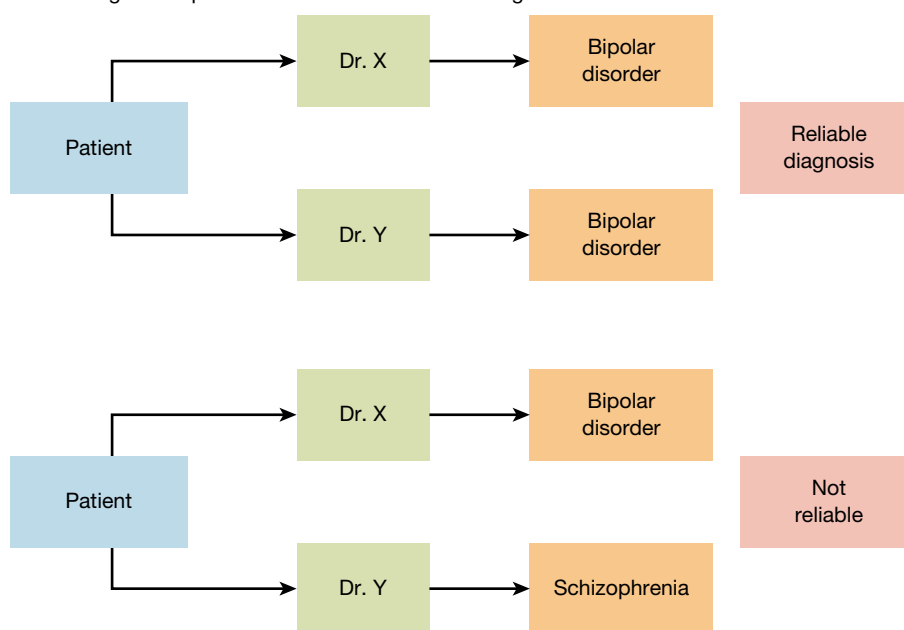 Patient
Dr. X
Bipolar
disorder
Dr. Y
Bipolar
disorder
Reliable
diagnosis
Patient
Dr. X
Bipolar
disorder
Dr. Y
Schizophrenia
Not
reliable